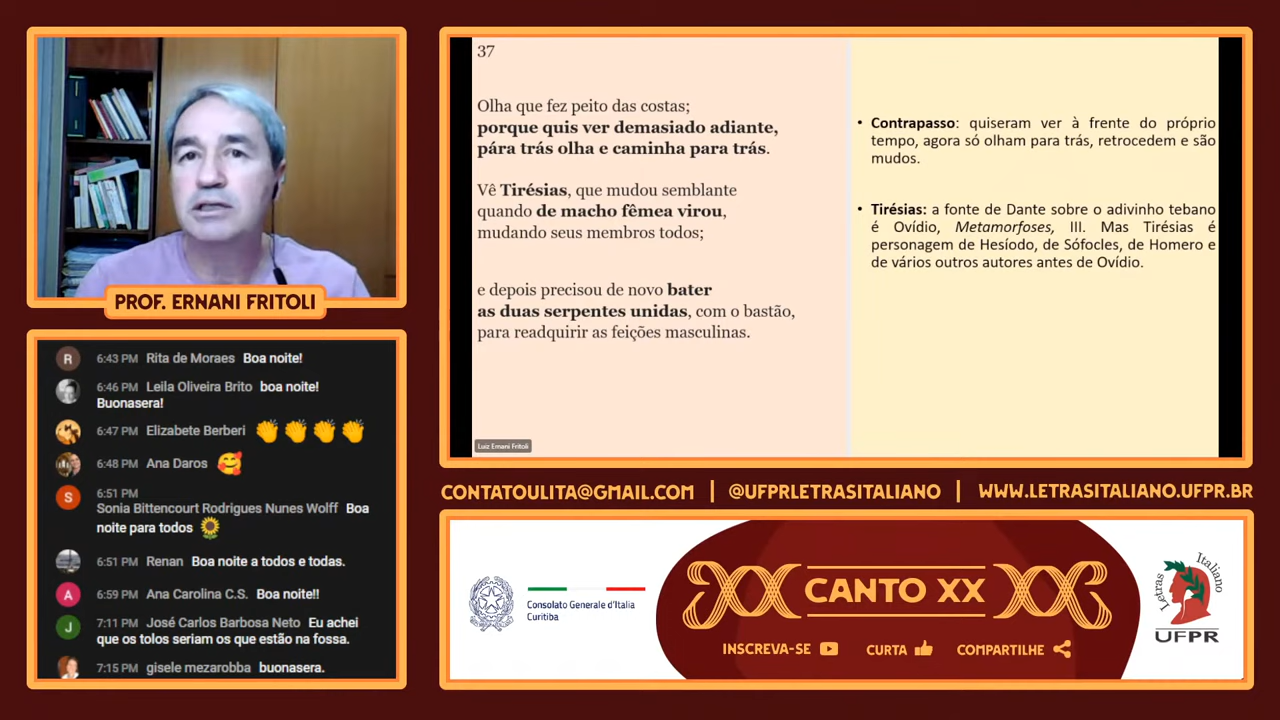 PROF. ERNANI FRITOLI
R 6:43 PM Rita de Moraes Boa noite!
6:46 PM Leila Oliveira Brito boa noite!
Buonasera!
6:47 PM Elizabete Berberi 👏 👏 👏 👏
6:48 PM Ana Daros 🥰
S 6:51 PM
Sonia Bittencourt Rodrigues Nunes Wolff Boa
noite para todos 🌻
6:51 PM Renan Boa noite a todos e todas.
A 6:59 PM Ana Carolina C.S. Boa noite!!
J 7:11 PM José Carlos Barbosa Neto Eu achei
que os tolos seriam os que estão na fossa.
7:15 PM gisele mezarobba buonasera.
37
Olha que fez peito das costas;
porque quis ver demasiado adiante,
pára trás olha e caminha para trás.
Vê Tirésias, que mudou semblante
quando de macho fêmea virou,
mudando seus membros todos;
e depois precisou de novo bater
as duas serpentes unidas, com o bastão,
para readquirir as feições masculinas.
Luiz Ernani Fritoli
• Contrapasso: quiseram ver à frente do próprio
tempo, agora só olham para trás, retrocedem e são
mudos.
• Tirésias: a fonte de Dante sobre o adivinho tebano
é Ovídio, Metamorfoses, III. Mas Tirésias é
personagem de Hesíodo, de Sófocles, de Homero e
de vários outros autores antes de Ovídio.
CONTATOULITA@GMAIL.COM | @UFPRLETRASITALIANO | WWW.LETRASITALIANO.UFPR.BR
Consolato Generale d'Italia
Curitiba
CANTO XX
INSCREVA-SE CURTA COMPARTILHE
Letras Italiano
UFPR